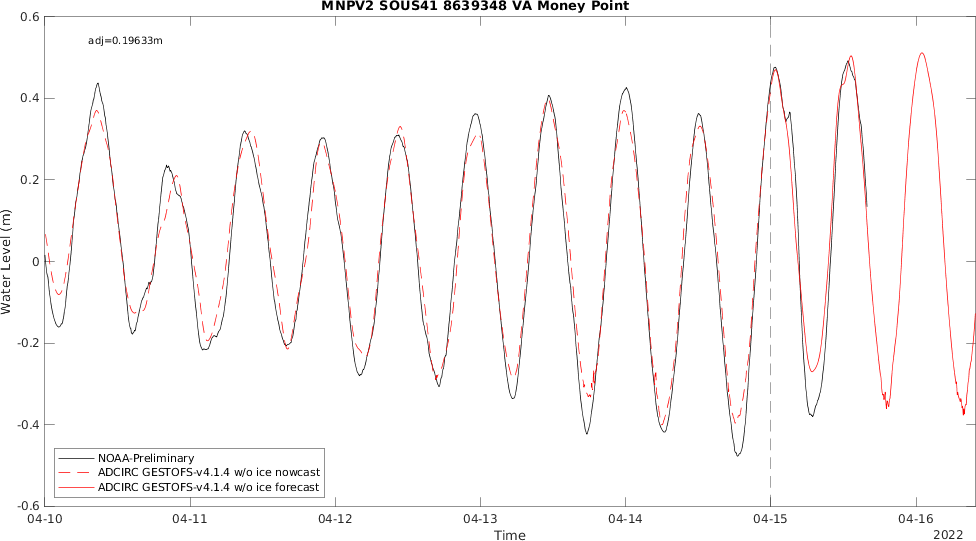 MNPV2 SOUS41 8639348 VA Money Point
adj=0.19633m
0.6
0.4
0.2
0
-0.2
-0.4
-0.6
Water Level (m)
NOAA-Preliminary
ADCIRC GESTOFS-v4.1.4 w/o ice nowcast
ADCIRC GESTOFS-v4.1.4 w/o ice forecast
04-10 04-11 04-12 04-13 04-14 04-15 04-16
Time
2022